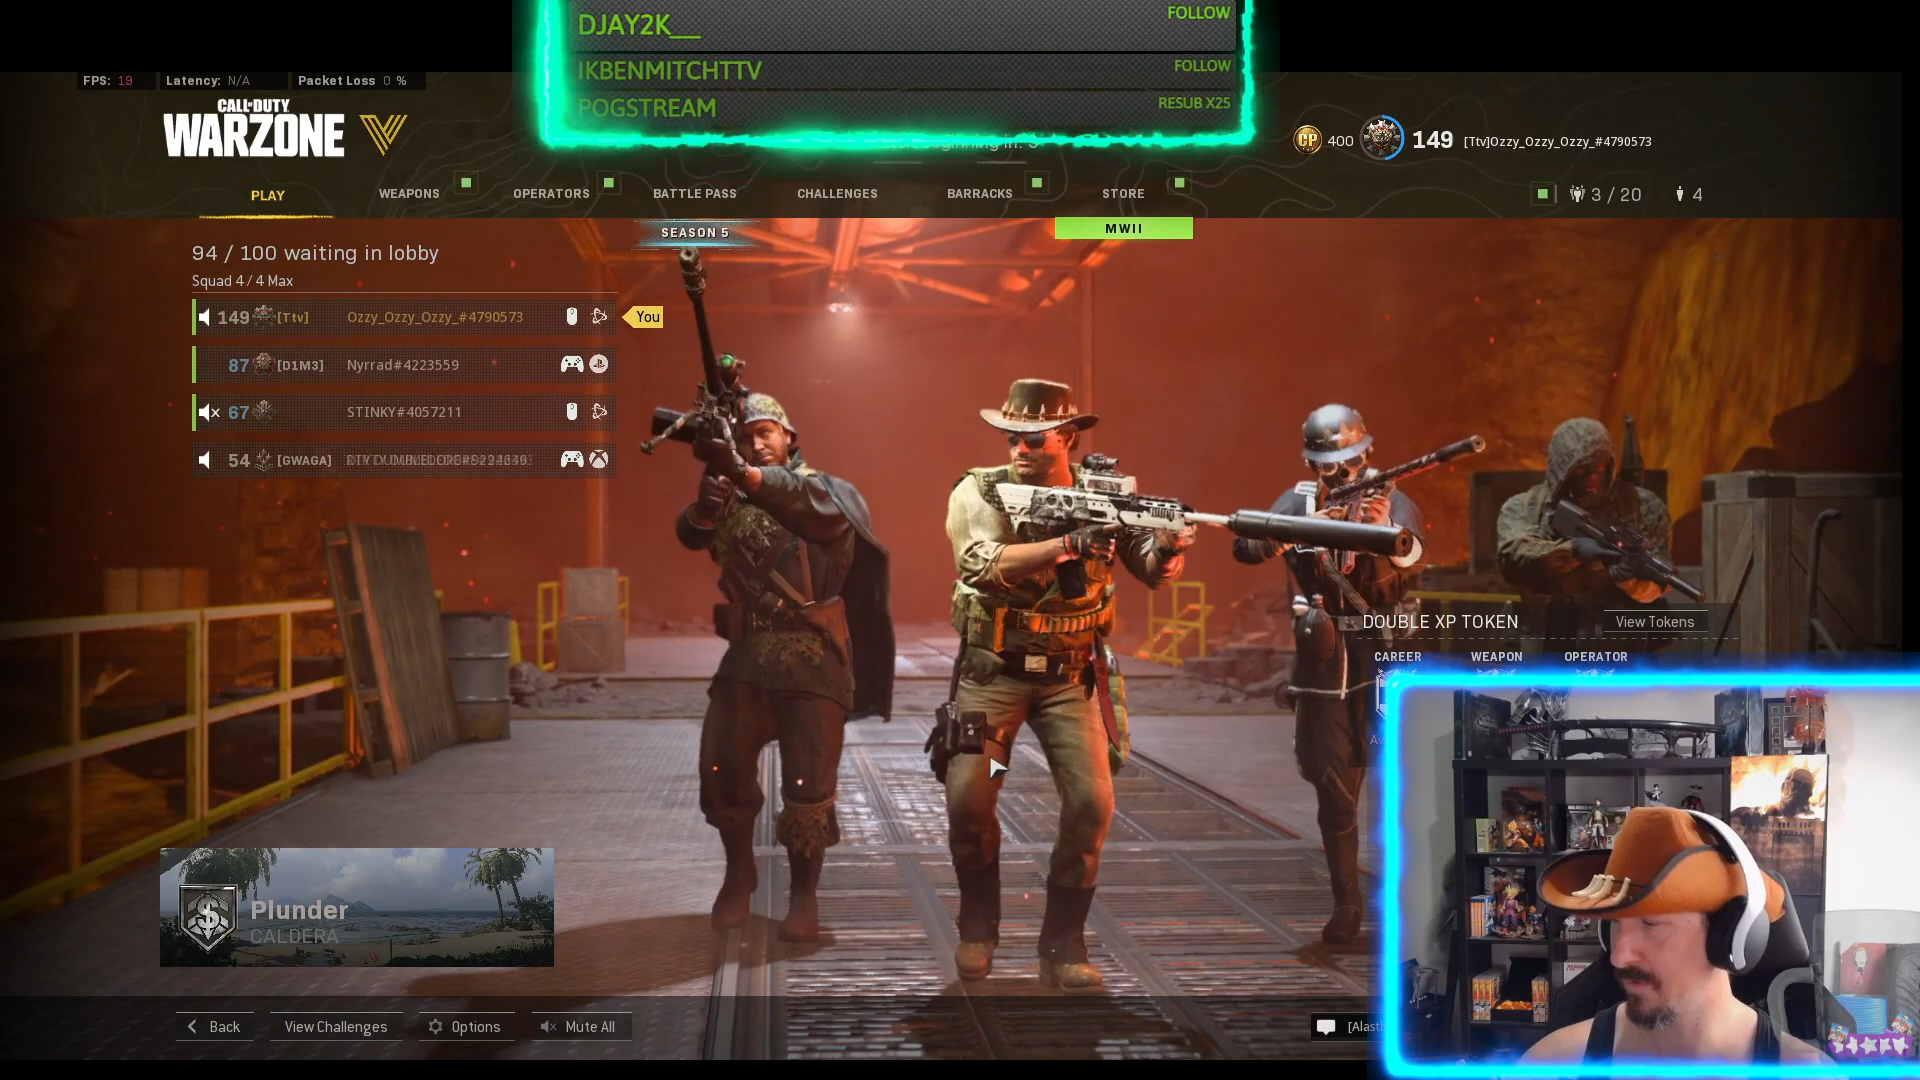 DJAY2K__
FOLLOW
IKBENMITCHTTV
FOLLOW
POGSTREAM
RESUB X25
FPS: 19
Latency: N/A
Packet Loss 0 %
CALL OF DUTY
WARZONE
CP 400
149
[Ttv]Ozzy_Ozzy_Ozzy_#4790573
PLAY
WEAPONS
OPERATORS
BATTLE PASS
CHALLENGES
BARRACKS
STORE
3 / 20
4
SEASON 5
MWII
94 / 100 waiting in lobby
Squad 4 / 4 Max
149 [Ttv] Ozzy_Ozzy_Ozzy_#4790573
You
87 [D1M3] Nyrrad#4223559
67 STINKY#4057211
54 [GWAGA]
DOUBLE XP TOKEN
View Tokens
CAREER
WEAPON
OPERATOR
Plunder
CALDERA
Back
View Challenges
Options
Mute All